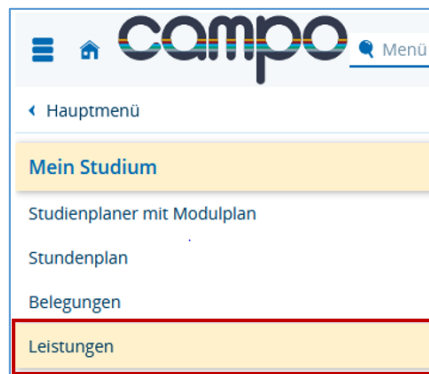 campo
Menü
Hauptmenü
Mein Studium
Studienplaner mit Modulplan
Stundenplan
Belegungen
Leistungen